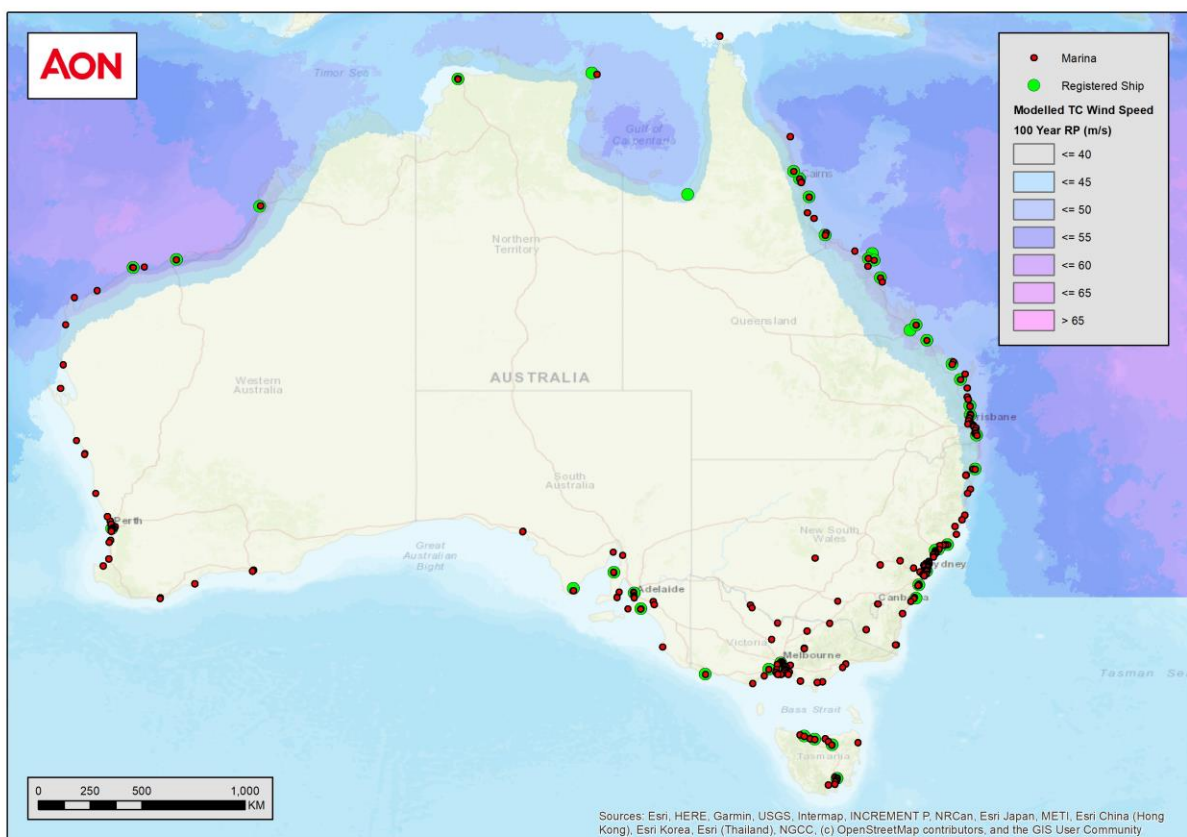 AON
Marina
Registered Ship
Modelled TC Wind Speed
100 Year RP (m/s)
<= 40
<= 45
<= 50
<= 55
<= 60
<= 65
> 65
Timor Sea
Gulf of
Carpentaria
Cairns
Northern
Territory
Queensland
Western
Australia
AUSTRALIA
Brisbane
South
Australia
Perth
Great
Australian
Bight
New South
Wales
Sydney
Adelaide
Canberra
Victoria
Melbourne
Tasman Se
Bass Strait
Tasmania
0 250 500 1,000
KM
Sources: Esri, HERE, Garmin, USGS, Intermap, INCREMENT P, NRCan, Esri Japan, METI, Esri China (Hong
Kong), Esri Korea, Esri (Thailand), NGCC, (c) OpenStreetMap contributors, and the GIS User Community